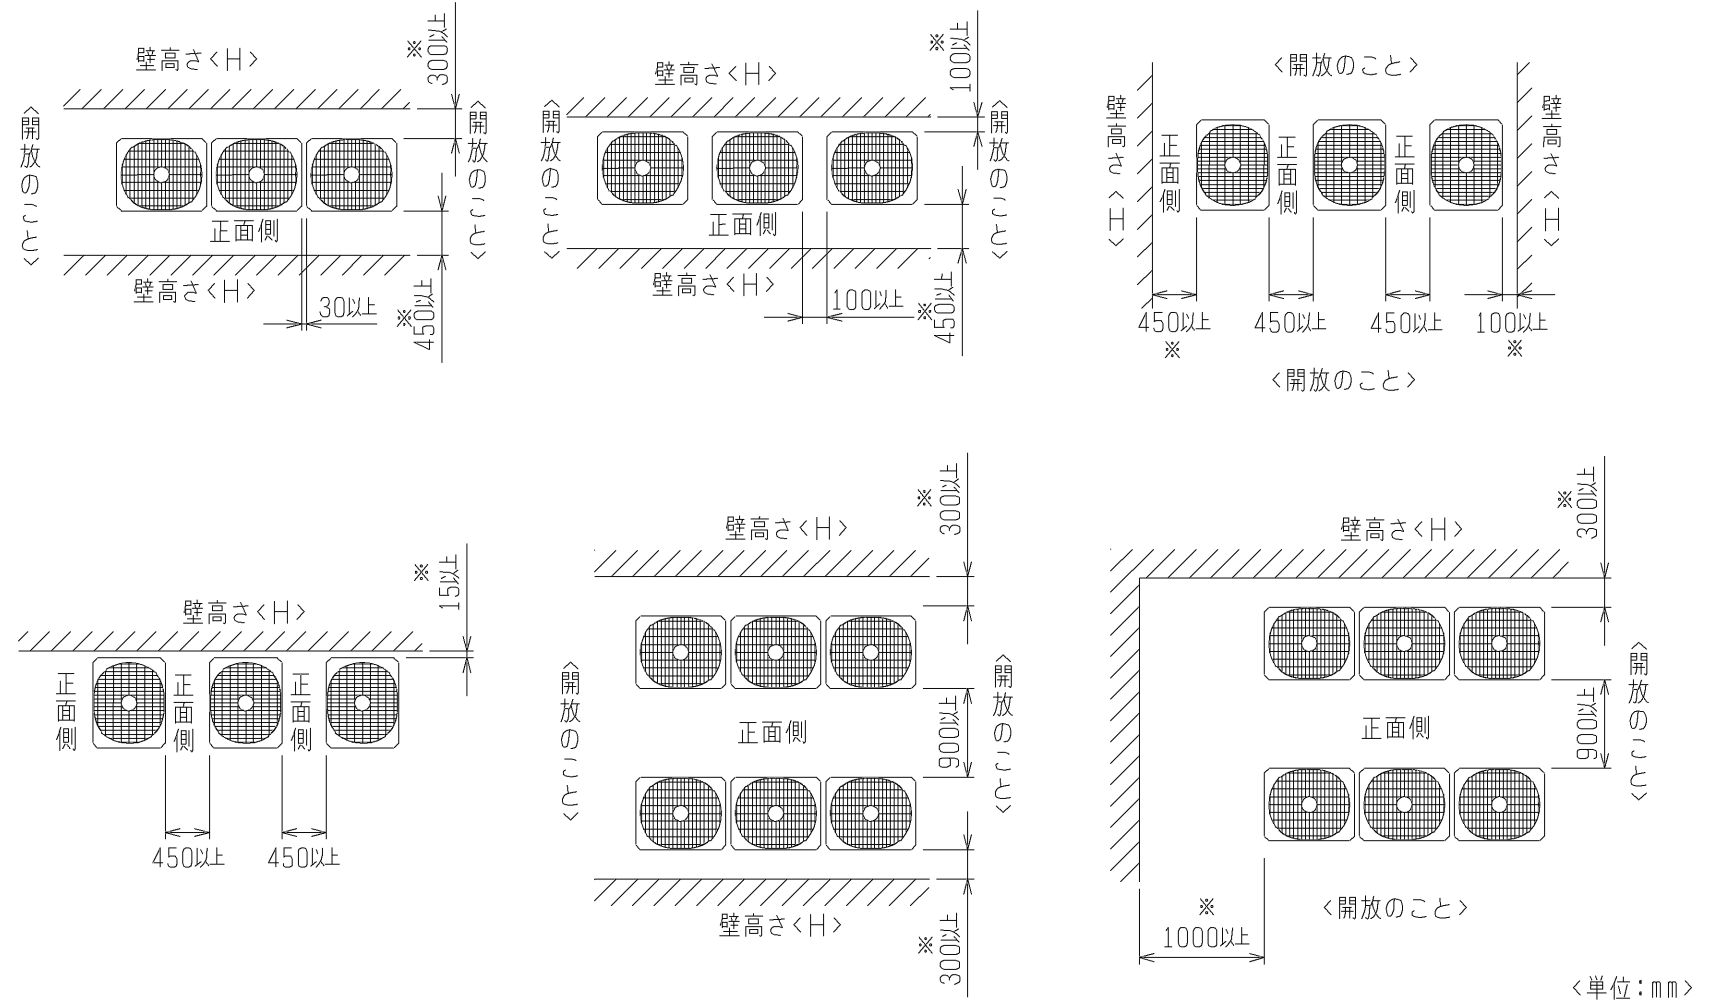 壁高さ<H>
※
300以上
<開放のこと>
<開放のこと>
正面側
壁高さ<H>
30以上
※
450以上
壁高さ<H>
※
100以上
<開放のこと>
<開放のこと>
正面側
壁高さ<H>
100以上
※
450以上
<開放のこと>
壁高さ<H>
正面側
正面側
正面側
壁高さ<H>
450以上
450以上
450以上
100以上
※
※
<開放のこと>
壁高さ<H>
※
15以上
正面側
正面側
正面側
450以上
450以上
壁高さ<H>
※
300以上
<開放のこと>
正面側
900以上
<開放のこと>
壁高さ<H>
※
300以上
壁高さ<H>
※
300以上
正面側
900以上
<開放のこと>
<開放のこと>
※
1000以上
<単位:mm>